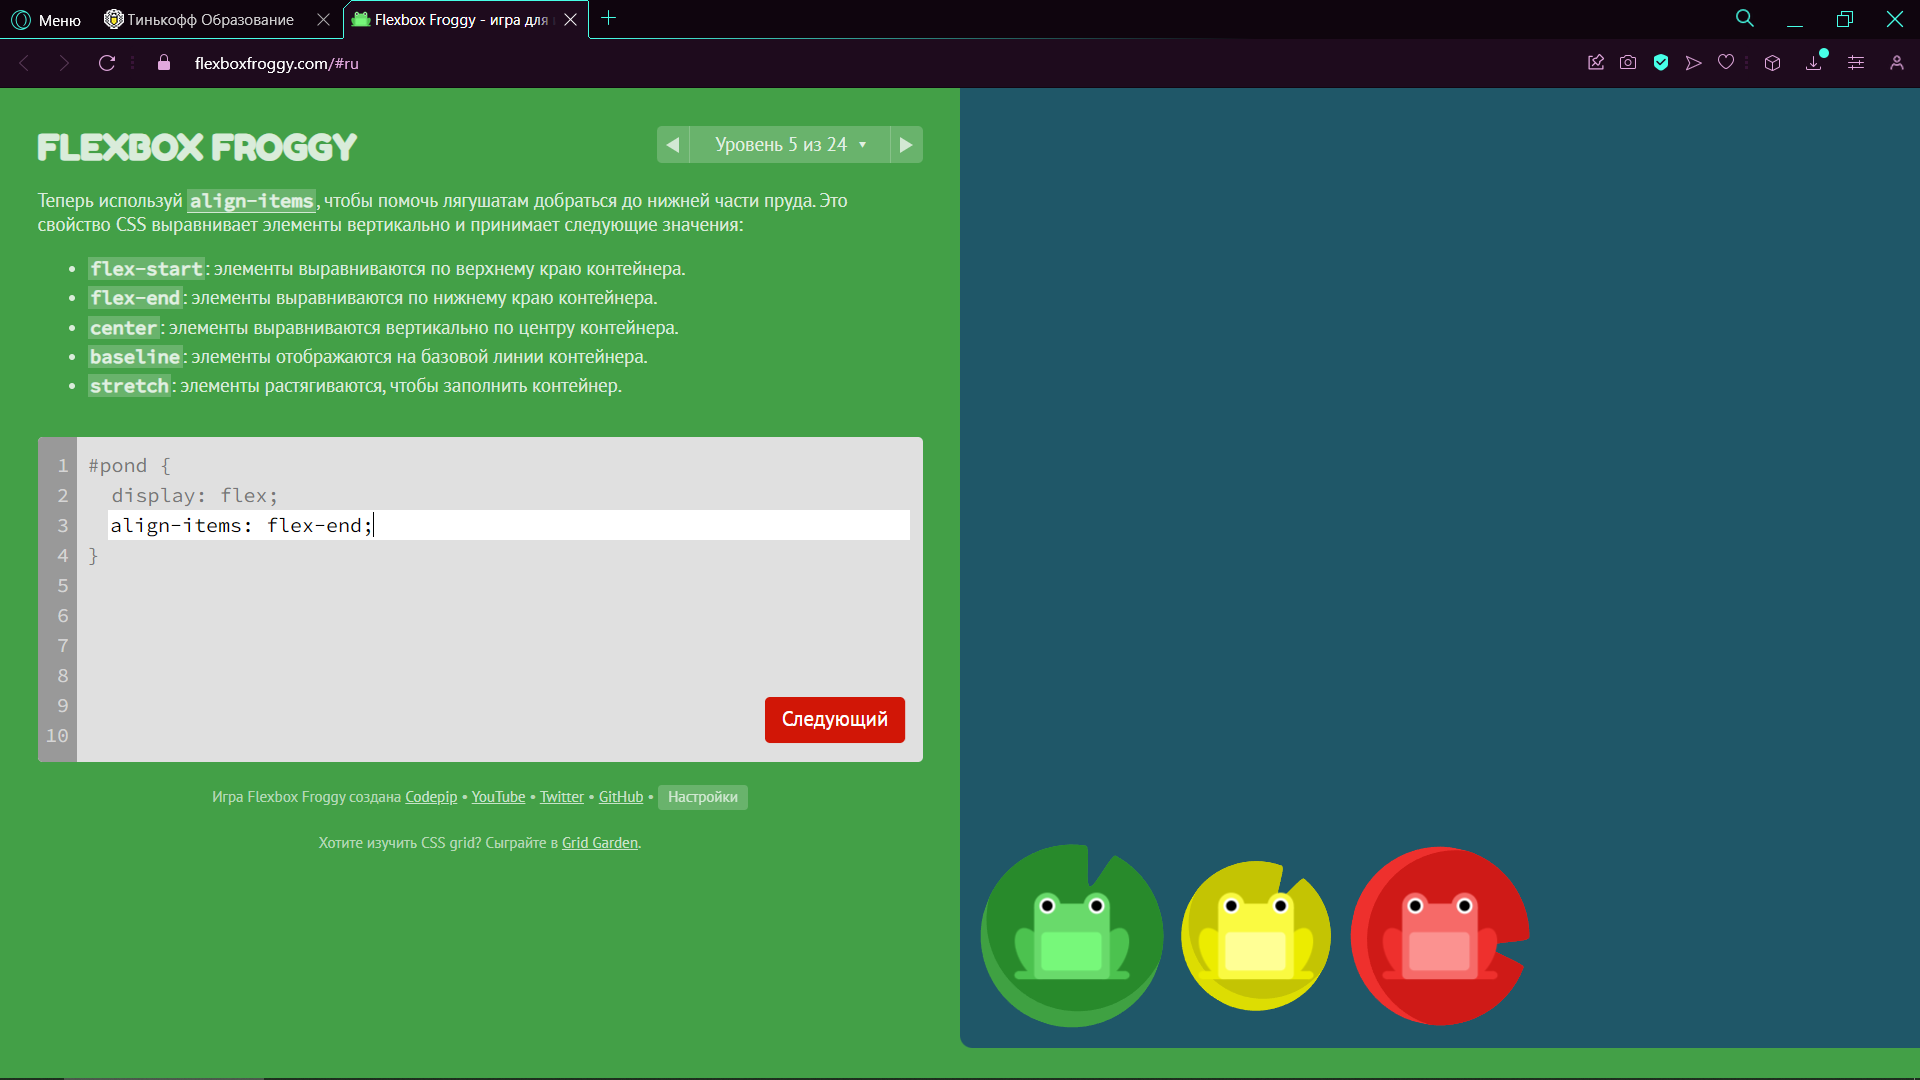 Меню
Тинькофф Образование
Flexbox Froggy - игра для
flexboxfroggy.com/#ru
FLEXBOX FROGGY
Уровень 5 из 24
Теперь используй align-items, чтобы помочь лягушатам добраться до нижней части пруда. Это
свойство CSS выравнивает элементы вертикально и принимает следующие значения:
• flex-start: элементы выравниваются по верхнему краю контейнера.
• flex-end: элементы выравниваются по нижнему краю контейнера.
• center: элементы выравниваются вертикально по центру контейнера.
• baseline: элементы отображаются на базовой линии контейнера.
• stretch: элементы растягиваются, чтобы заполнить контейнер.
1 #pond {
2 display: flex;
3 align-items: flex-end;
4 }
5
6
7
8
9
10
Следующий
Игра Flexbox Froggy создана Codepip • YouTube • Twitter • GitHub • Настройки
Хотите изучить CSS grid? Сыграйте в Grid Garden.